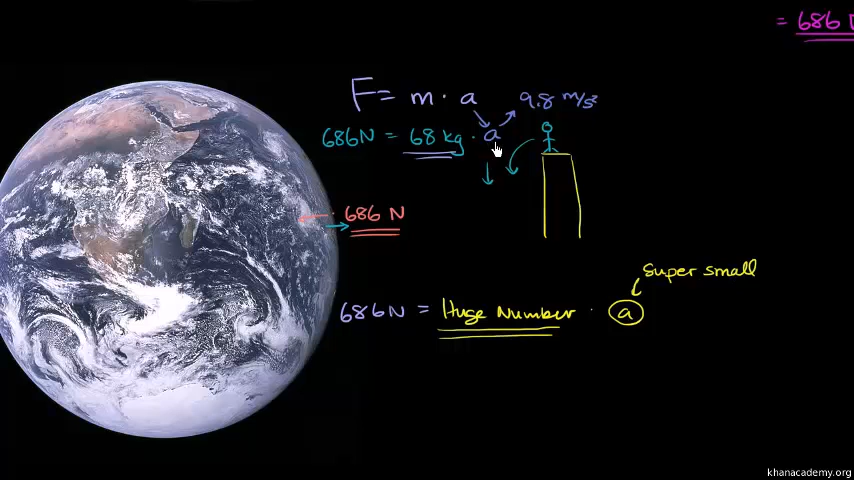 = 686
F = m · a
9.8 m/s²
686N = 68 kg · a
686 N
super small
686N = Huge Number · a
khanacademy.org